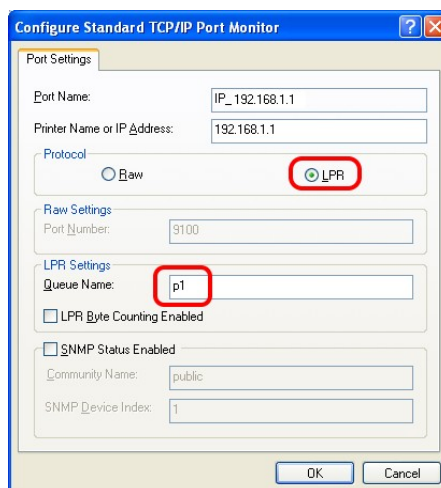 Configure Standard TCP/IP Port Monitor
Port Settings
Port Name: IP_192.168.1.1
Printer Name or IP Address: 192.168.1.1
Protocol
Raw LPR
Raw Settings
Port Number: 9100
LPR Settings
Queue Name: p1
LPR Byte Counting Enabled
SNMP Status Enabled
Community Name: public
SNMP Device Index: 1
OK Cancel